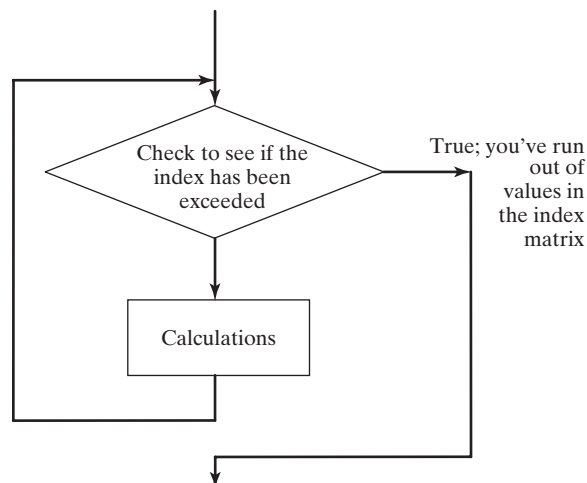 Check to see if the
index has been
exceeded
True; you've run
out of
values in
the index
matrix
Calculations